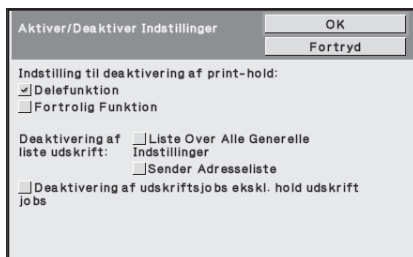 Aktiver/Deaktiver Indstillinger
OK
Fortryd
Indstilling til deaktivering af print-hold:
Delefunktion
Fortrolig Funktion
Deaktivering af
liste udskrift:
Liste Over Alle Generelle
Indstillinger
Sender Adresseliste
Deaktivering af udskriftsjobs ekskl. hold udskrift
jobs